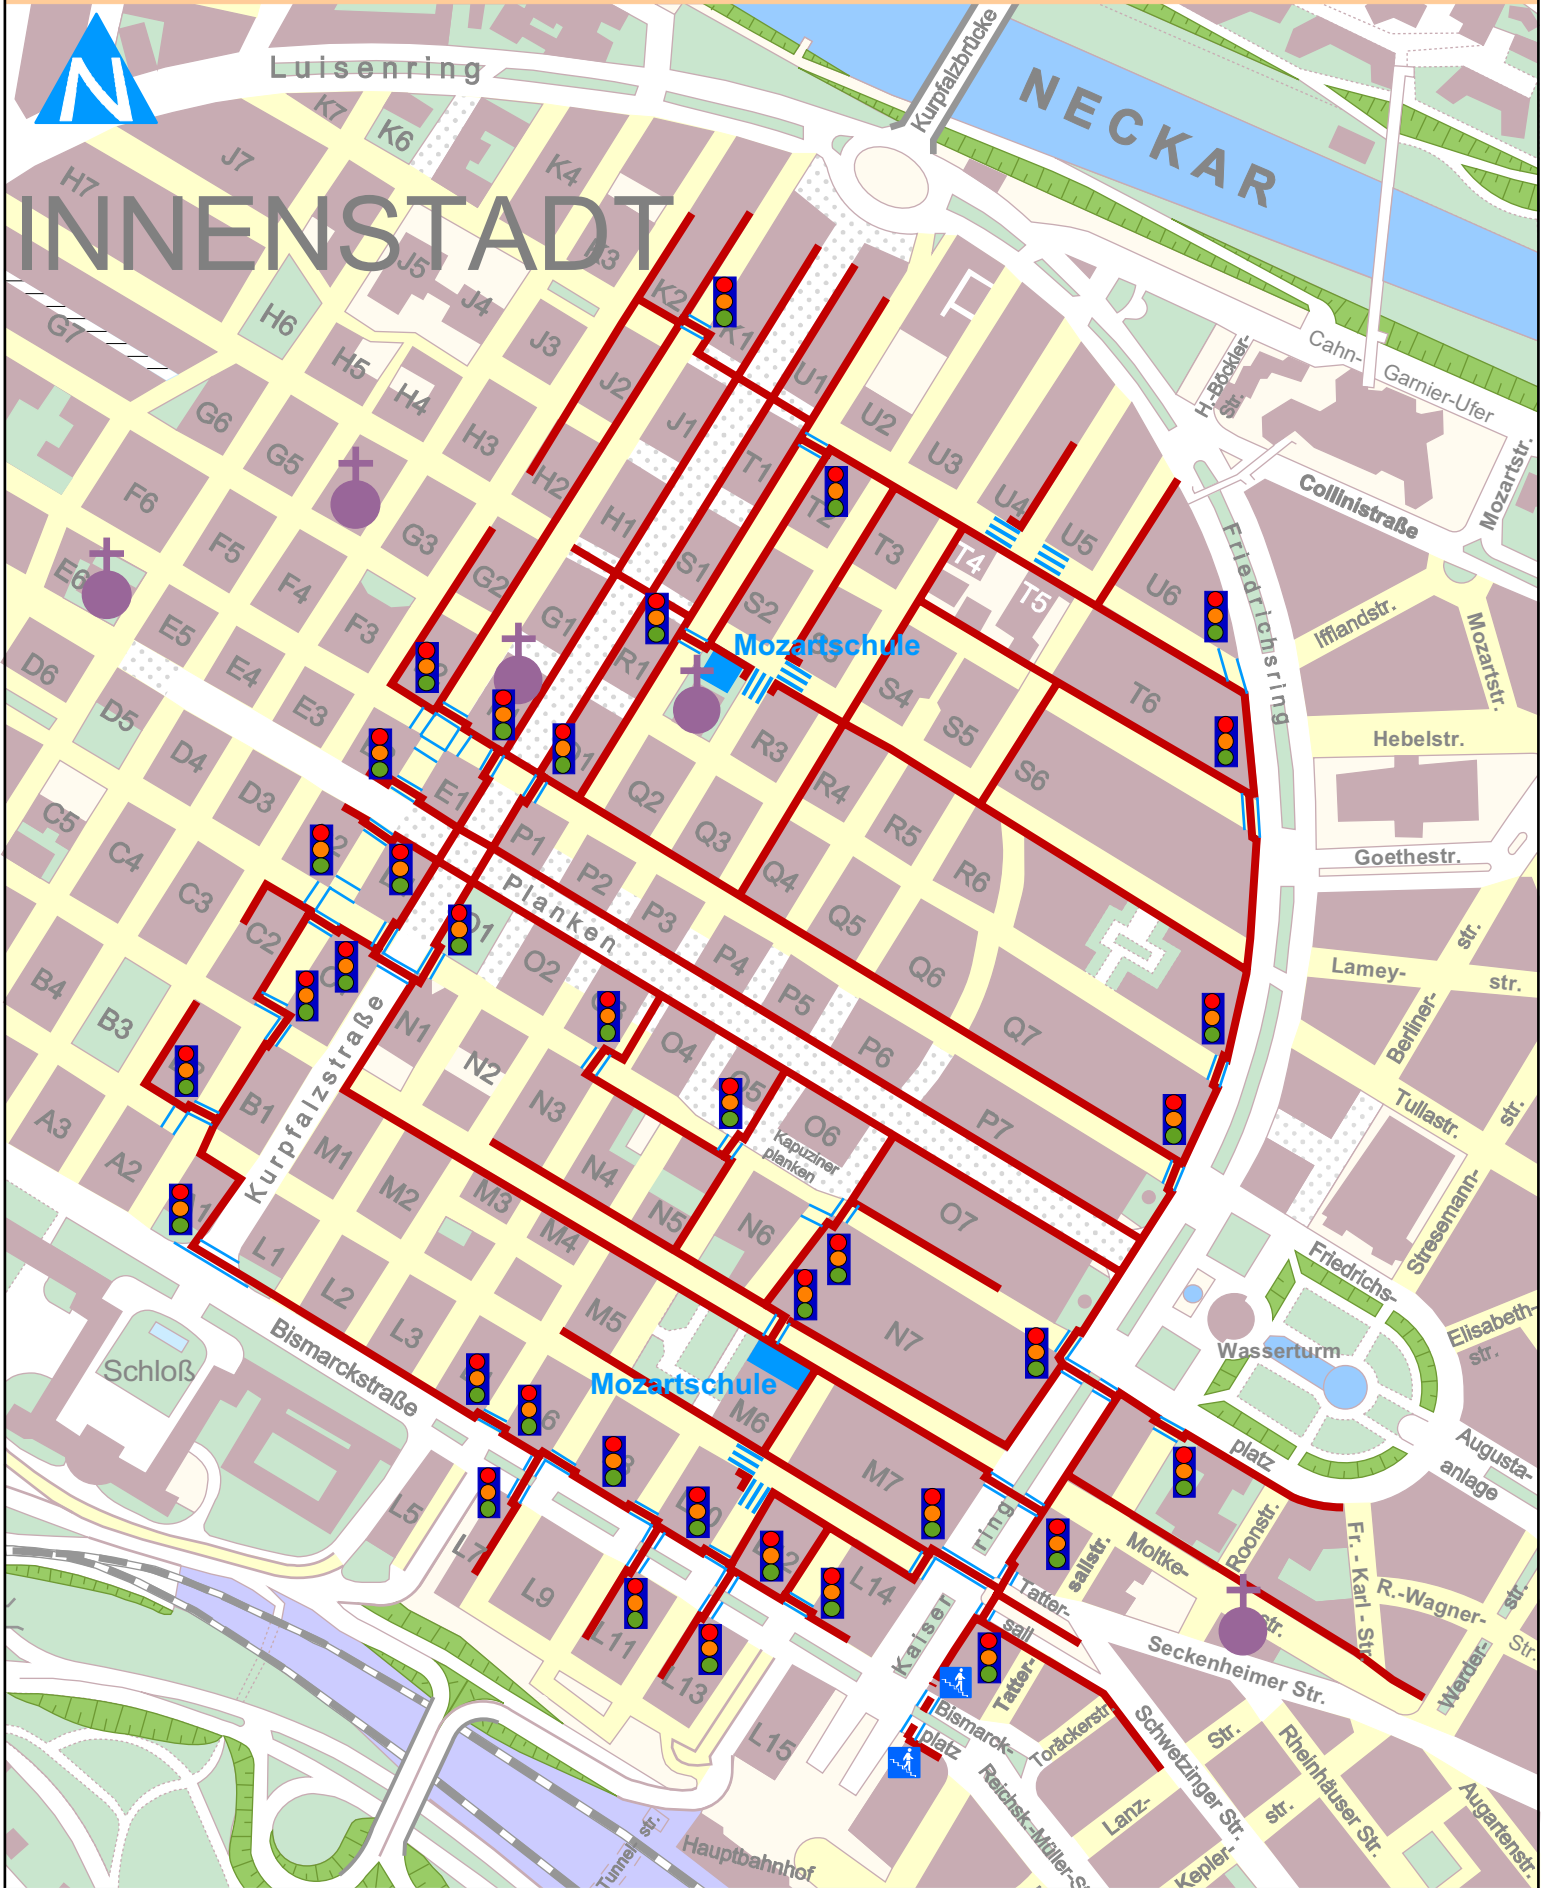 Luisenring
Kurpfalzbrücke
NECKAR
N
INNENSTADT
K7
K6
J7
H7
K4
K3
J5
J4
K2
K1
H6
G7
H5
J3
H4
J2
U1
Cahn-
Garnier-Ufer
H.-Böckler-
str.
G6
H3
J1
U2
Mozartstr.
G5
H2
T1
U3
Collinistraße
F6
G3
H1
T2
U4
U5
F5
T3
T4
T5
U6
Friedrichsring
Ifflandstr.
Mozartstr.
E6
F4
G2
S1
S2
F3
G1
Mozartschule
E5
R1
D6
E4
S4
T6
D5
E3
R3
S5
Hebelstr.
D4
E1
Q2
R4
S6
D3
C5
P1
Q3
R5
Goethestr.
C4
P2
Q4
R6
C3
Planken
P3
Q5
C2
O1
P4
Q6
Lamey-
str.
str.
B4
O2
P5
Q7
Berliner-
B3
N1
O4
P6
N2
O5
P7
Tullastr.
str.
A3
B1
N3
O6
Kapuziner
planken
Kurpfalzstraße
M1
A2
N4
M2
M3
N5
O7
Stresemann-
L1
M4
N6
Friedrichs-
L2
M5
N7
Elisabeth-
str.
L3
Wasserturm
Schloß
Bismarckstraße
Mozartschule
M6
platz
Augusta-
anlage
M7
L5
ring
Roonstr.
Fr. - Karl - Str.
L7
Moltke-
str.
R.-Wagner-
Str.
str.
L9
L14
sallstr.
Tatter-
sall
Tatter-
L11
Kaiser
Seckenheimer Str.
Werder-
L13
Bismarck-
platz
Toräckerstr.
L15
Schwetzinger Str.
Str.
Rheinhäuser Str.
Augartenstr.
Reichsk.-Müller-S
Lanz-
str.
Kepler-
Tunnel-
str.
Hauptbahnhof